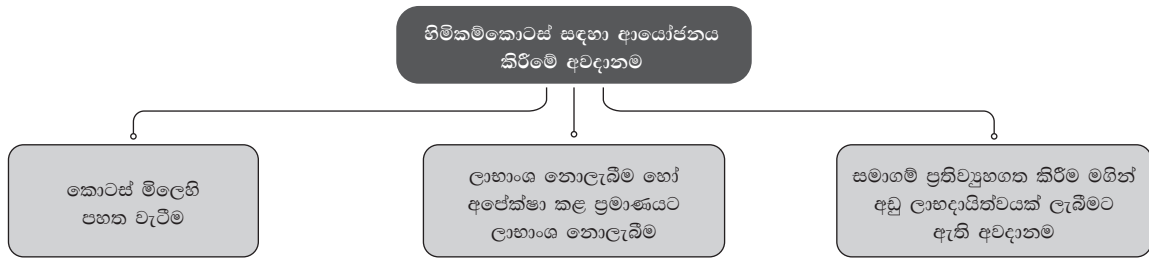 හිමිකම්කොටස් සඳහා ආයෝජනය
කිරීමේ අවදානම
කොටස් මිලෙහි
පහත වැටීම
ලාභාංශ නොලැබීම හෝ
අපේක්ෂා කළ ප්‍රමාණයට
ලාභාංශ නොලැබීම
සමාගම් ප්‍රතිව්‍යුහගත කිරීම මගින්
අඩු ලාභදායිත්වයක් ලැබීමට
ඇති අවදානම